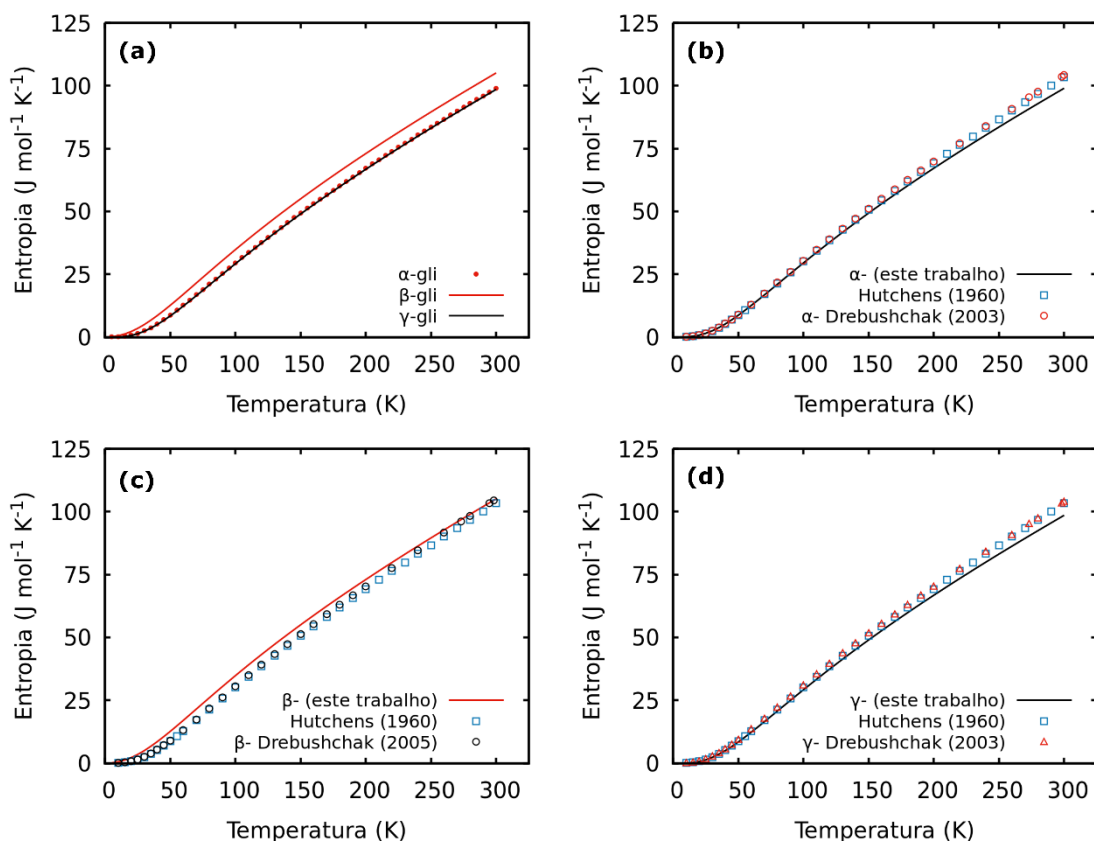 (a)
Entropia (J mol⁻¹ K⁻¹)
125
100
75
50
25
0
α-gli
β-gli
γ-gli
0 50 100 150 200 250 300
Temperatura (K)
(b)
Entropia (J mol⁻¹ K⁻¹)
125
100
75
50
25
0
α- (este trabalho)
Hutchens (1960)
α- Drebushchak (2003)
0 50 100 150 200 250 300
Temperatura (K)
(c)
Entropia (J mol⁻¹ K⁻¹)
125
100
75
50
25
0
β- (este trabalho)
Hutchens (1960)
β- Drebushchak (2005)
0 50 100 150 200 250 300
Temperatura (K)
(d)
Entropia (J mol⁻¹ K⁻¹)
125
100
75
50
25
0
γ- (este trabalho)
Hutchens (1960)
γ- Drebushchak (2003)
0 50 100 150 200 250 300
Temperatura (K)